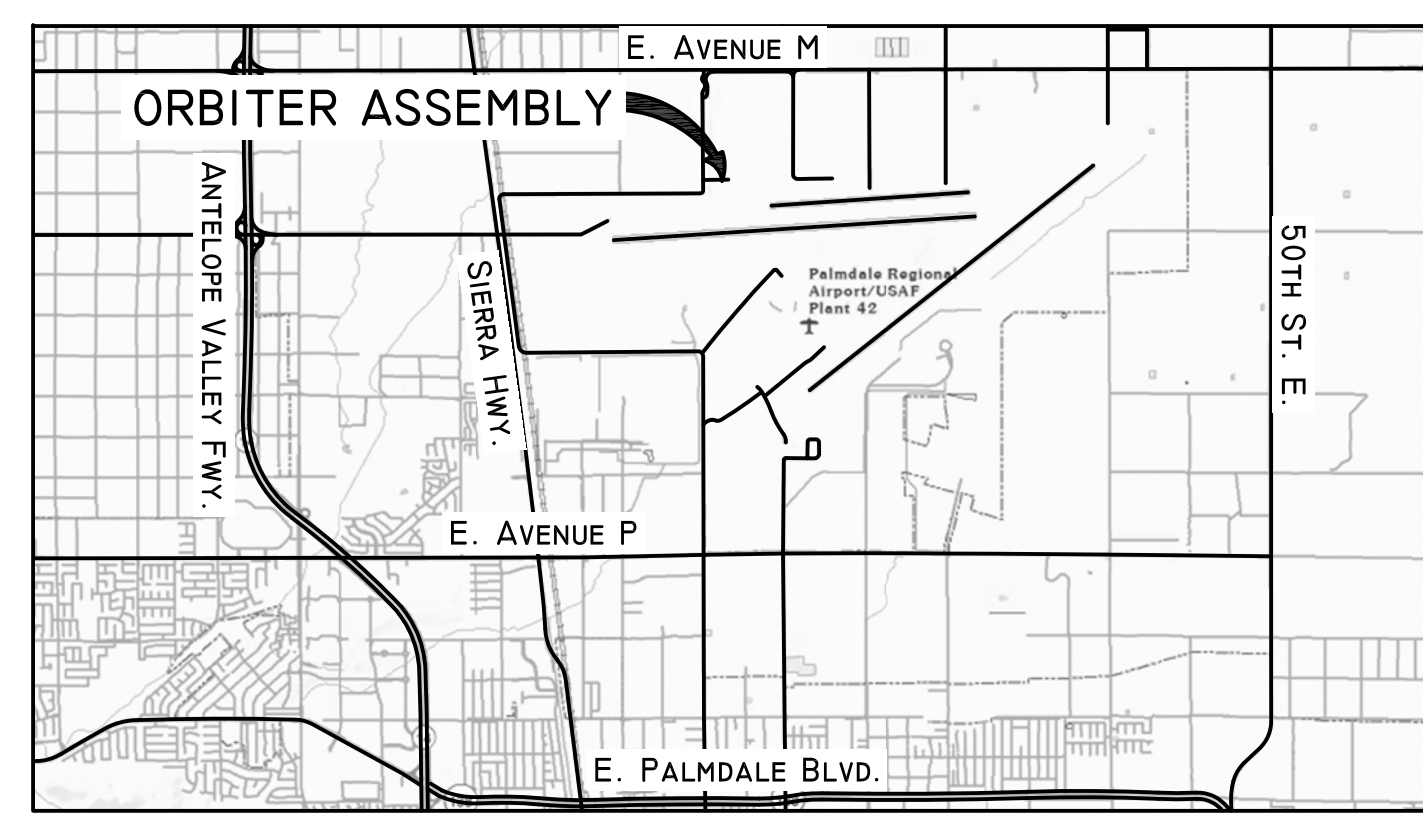 E. AVENUE M
ORBITER ASSEMBLY
ANTELOPE VALLEY FWY.
SIERRA HWY.
50TH ST. E.
Palmdale Regional
Airport/USAF
Plant 42
E. AVENUE P
E. PALMDALE BLVD.